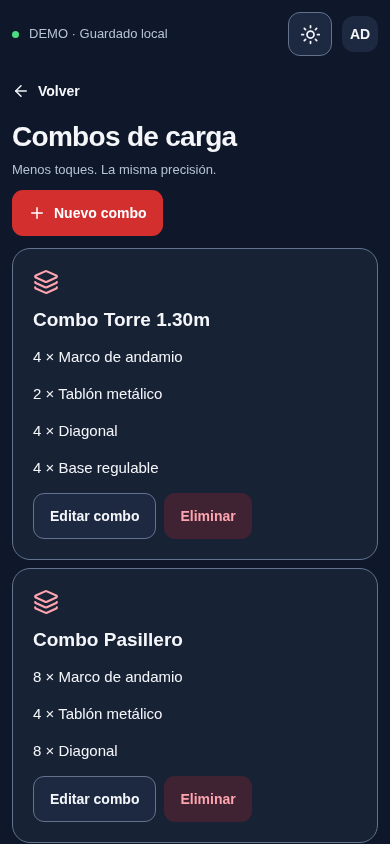 DEMO · Guardado local
AD
Volver
Combos de carga
Menos toques. La misma precisión.
Nuevo combo
Combo Torre 1.30m
4 × Marco de andamio
2 × Tablón metálico
4 × Diagonal
4 × Base regulable
Editar combo
Eliminar
Combo Pasillero
8 × Marco de andamio
4 × Tablón metálico
8 × Diagonal
Editar combo
Eliminar